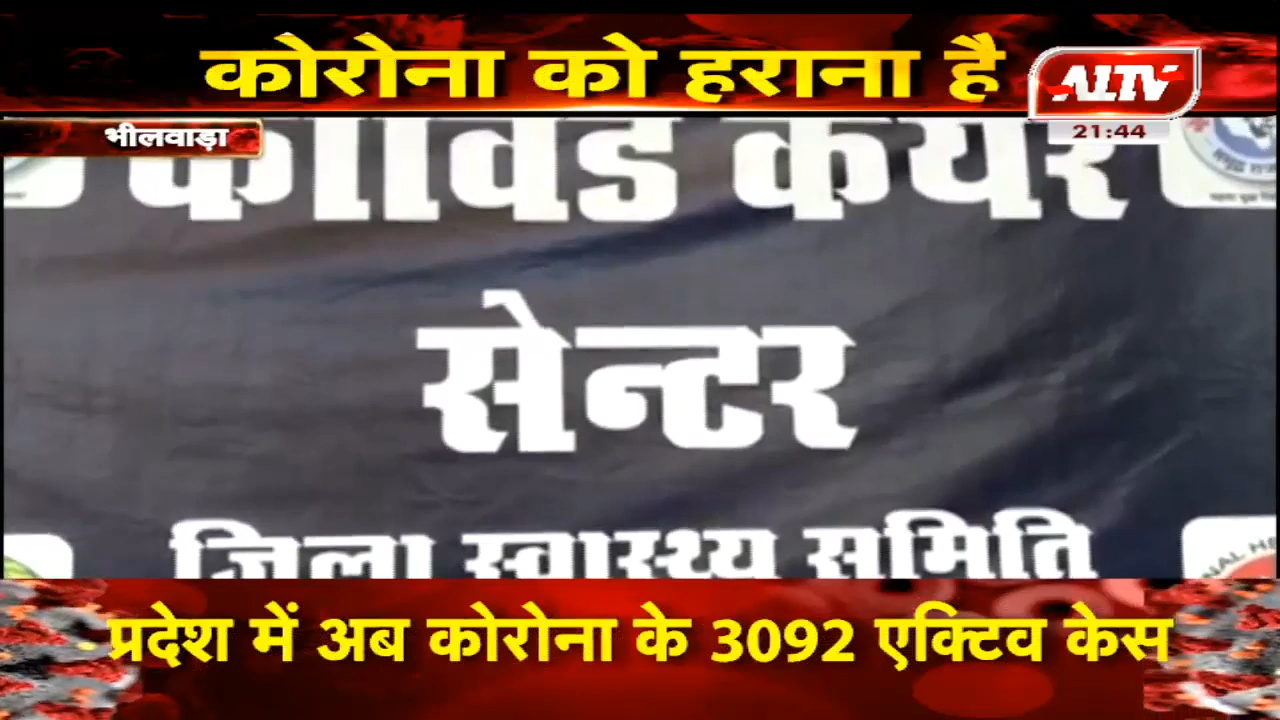 कोरोना को हराना है
ALTV
21:44
भीलवाड़ा
कोविड केयर
सेन्टर
जिला स्वास्थ्य समिति
प्रदेश में अब कोरोना के 3092 एक्टिव केस